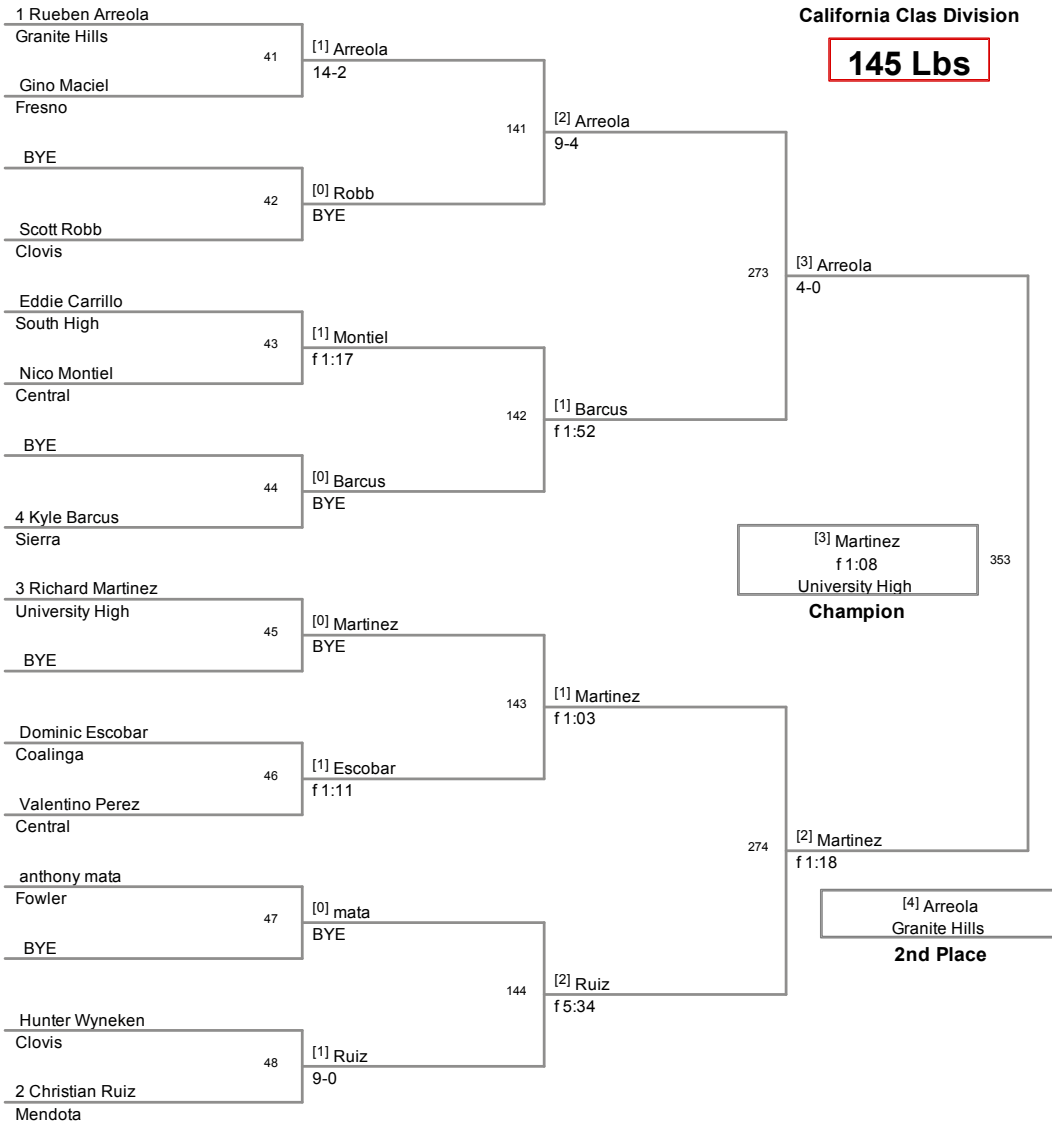 California Clas Division
145 Lbs
1 Rueben Arreola
Granite Hills
41
Gino Maciel
Fresno
BYE
42
Scott Robb
Clovis
Eddie Carrillo
South High
43
Nico Montiel
Central
BYE
44
4 Kyle Barcus
Sierra
3 Richard Martinez
University High
45
BYE
Dominic Escobar
Coalinga
46
Valentino Perez
Central
anthony mata
Fowler
47
BYE
Hunter Wyneken
Clovis
48
2 Christian Ruiz
Mendota
[1] Arreola
14-2
141
[0] Robb
BYE
[1] Montiel
f 1:17
142
[0] Barcus
BYE
[0] Martinez
BYE
143
[1] Escobar
f 1:11
[0] mata
BYE
144
[1] Ruiz
9-0
[2] Arreola
9-4
273
[1] Barcus
f 1:52
[1] Martinez
f 1:03
274
[2] Ruiz
f 5:34
[3] Arreola
4-0
[2] Martinez
f 1:18
353
[3] Martinez
f 1:08
University High
Champion
[4] Arreola
Granite Hills
2nd Place